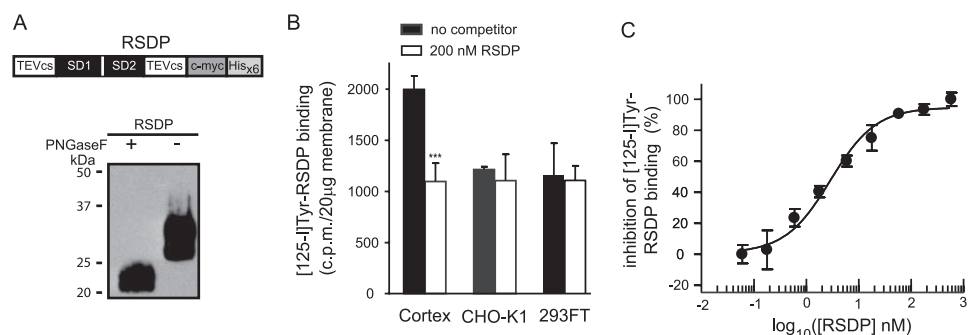 A
RSDP
TEVcs SD1 SD2 TEVcs c-myc Hisx6
RSDP
PNGaseF + -
kDa
50
37
25
20
B
no competitor
200 nM RSDP
[125-I]Tyr-RSDP binding
(c.p.m./20µg membrane)
2000
1500
1000
500
0
***
Cortex CHO-K1 293FT
C
inhibition of [125-I]Tyr-
RSDP binding (%)
100
80
60
40
20
0
-20
-2 -1 0 1 2 3
log10([RSDP] nM)